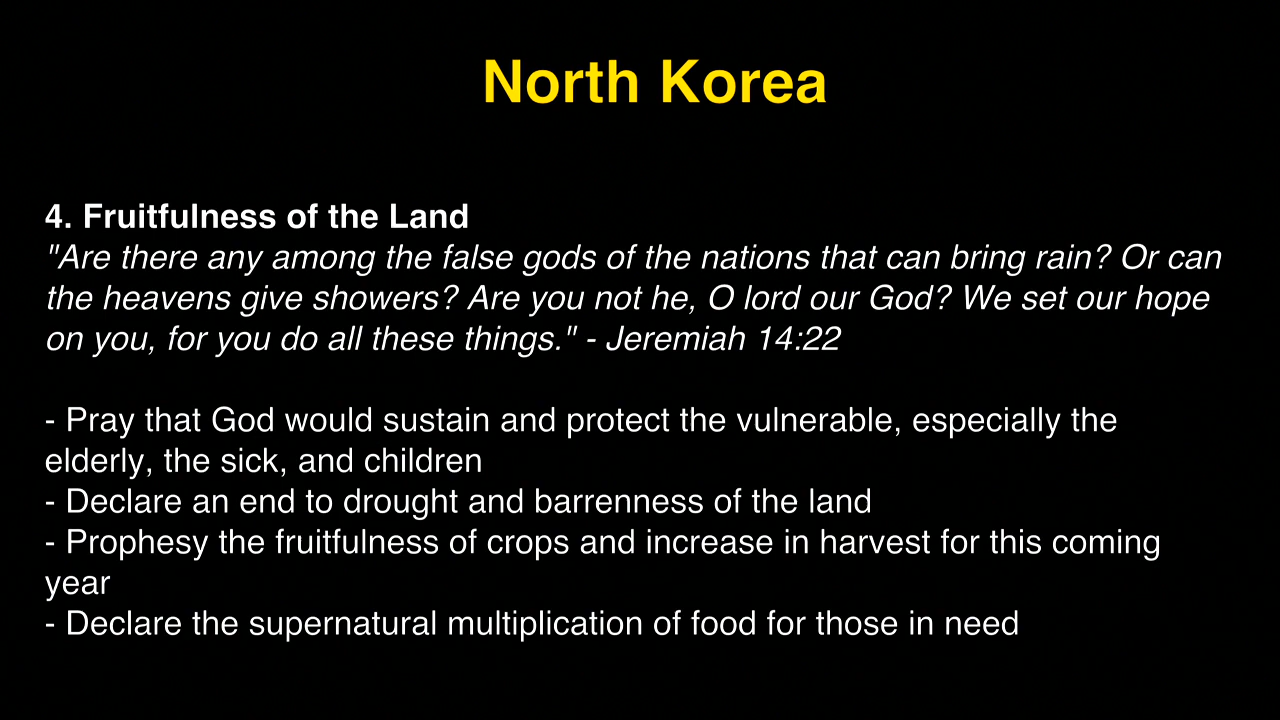 North Korea
4. Fruitfulness of the Land
"Are there any among the false gods of the nations that can bring rain? Or can
the heavens give showers? Are you not he, O lord our God? We set our hope
on you, for you do all these things." - Jeremiah 14:22
- Pray that God would sustain and protect the vulnerable, especially the
elderly, the sick, and children
- Declare an end to drought and barrenness of the land
- Prophesy the fruitfulness of crops and increase in harvest for this coming
year
- Declare the supernatural multiplication of food for those in need